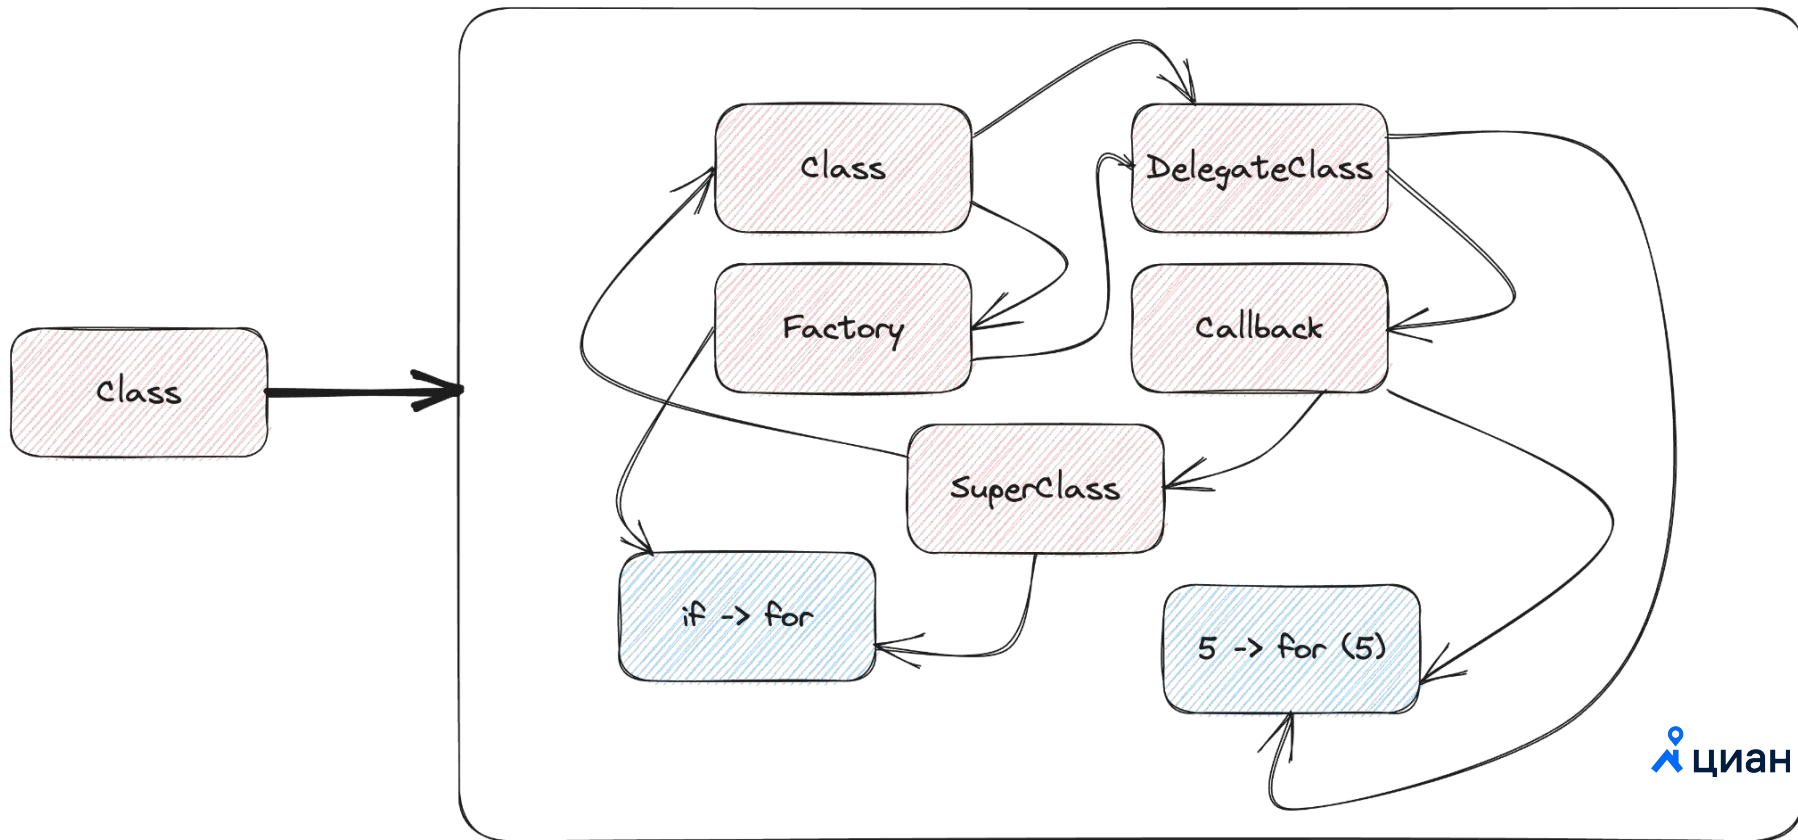 Class
Class
DelegateClass
Factory
Callback
SuperClass
if -> for
5 -> for (5)
циан